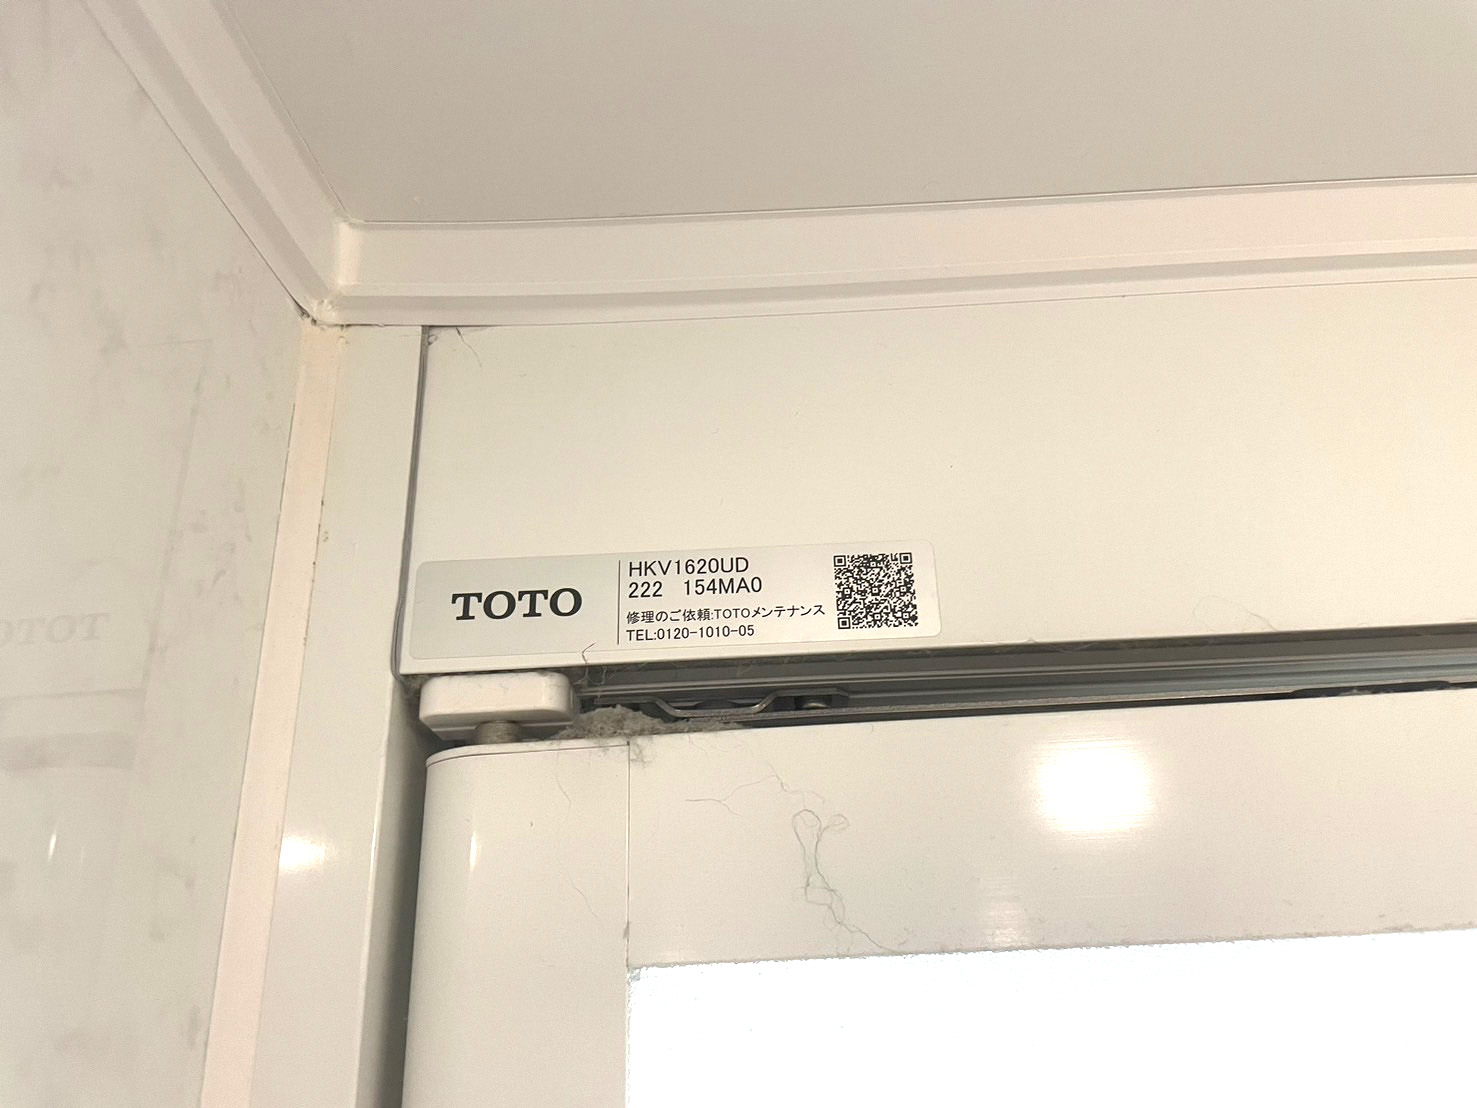 TOTO
HKV1620UD
222 154MA0
修理のご依頼:TOTOメンテナンス
TEL:0120-1010-05